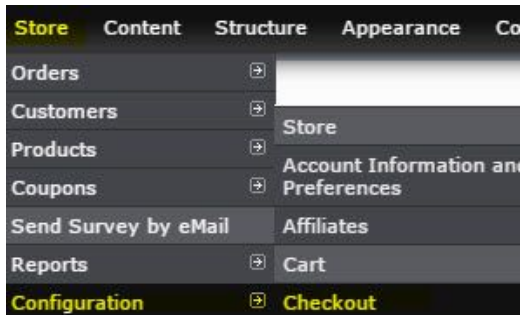 Store Content Structure Appearance Co
Orders
Customers
Products
Coupons
Send Survey by eMail
Reports
Configuration
Store
Account Information and
Preferences
Affiliates
Cart
Checkout